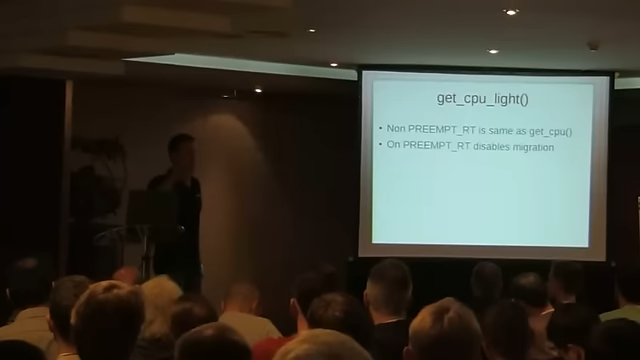 get_cpu_light()
• Non PREEMPT_RT is same as get_cpu()
• On PREEMPT_RT disables migration